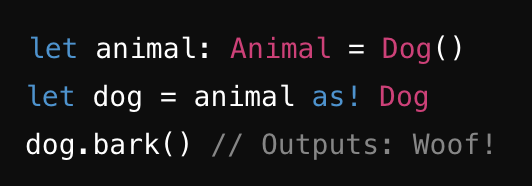 let animal: Animal = Dog()
let dog = animal as! Dog
dog.bark() // Outputs: Woof!